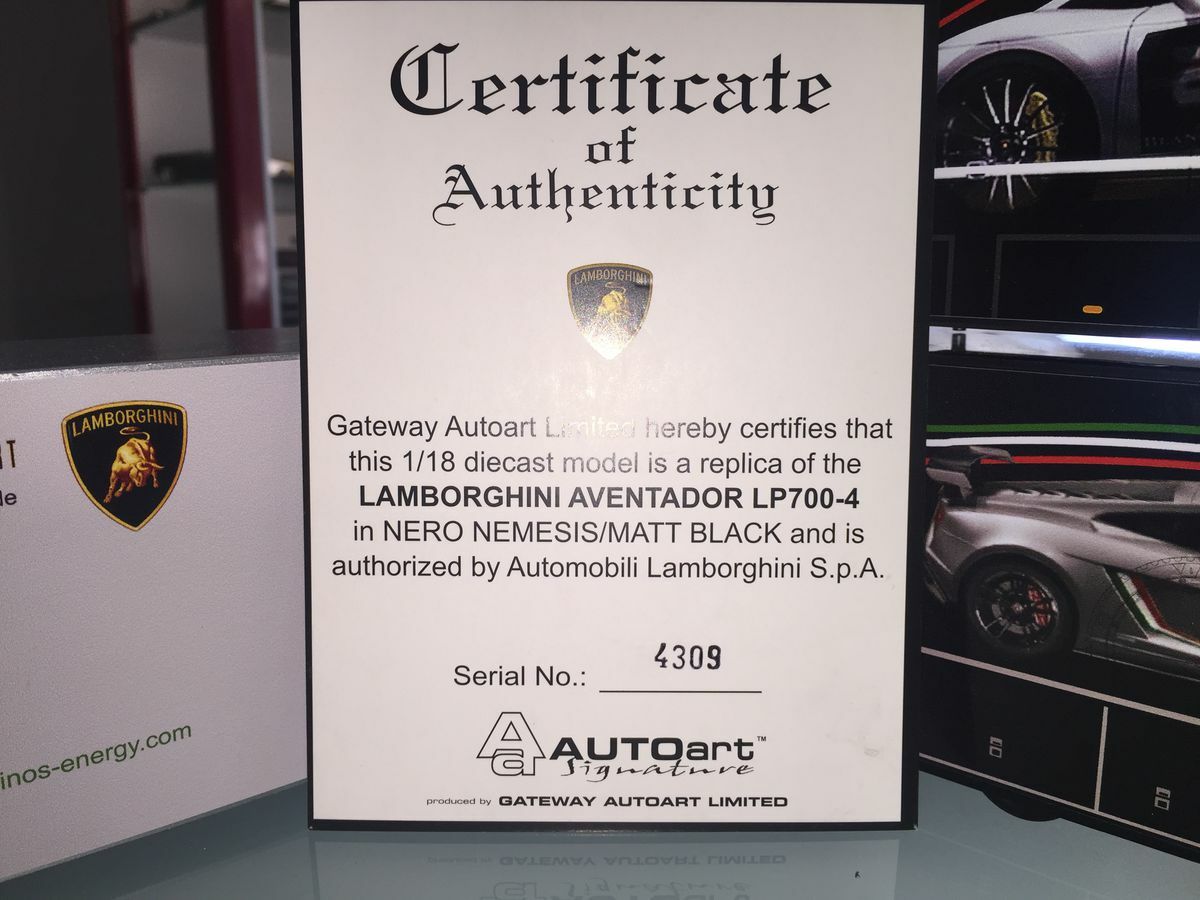 Certificate
of
Authenticity
LAMBORGHINI
Gateway Autoart Limited hereby certifies that
this 1/18 diecast model is a replica of the
LAMBORGHINI AVENTADOR LP700-4
in NERO NEMESIS/MATT BLACK and is
authorized by Automobili Lamborghini S.p.A.
Serial No.: 4309
Aa AUTOart™
Signature
produced by GATEWAY AUTOART LIMITED
LAMBORGHINI
inos-energy.com